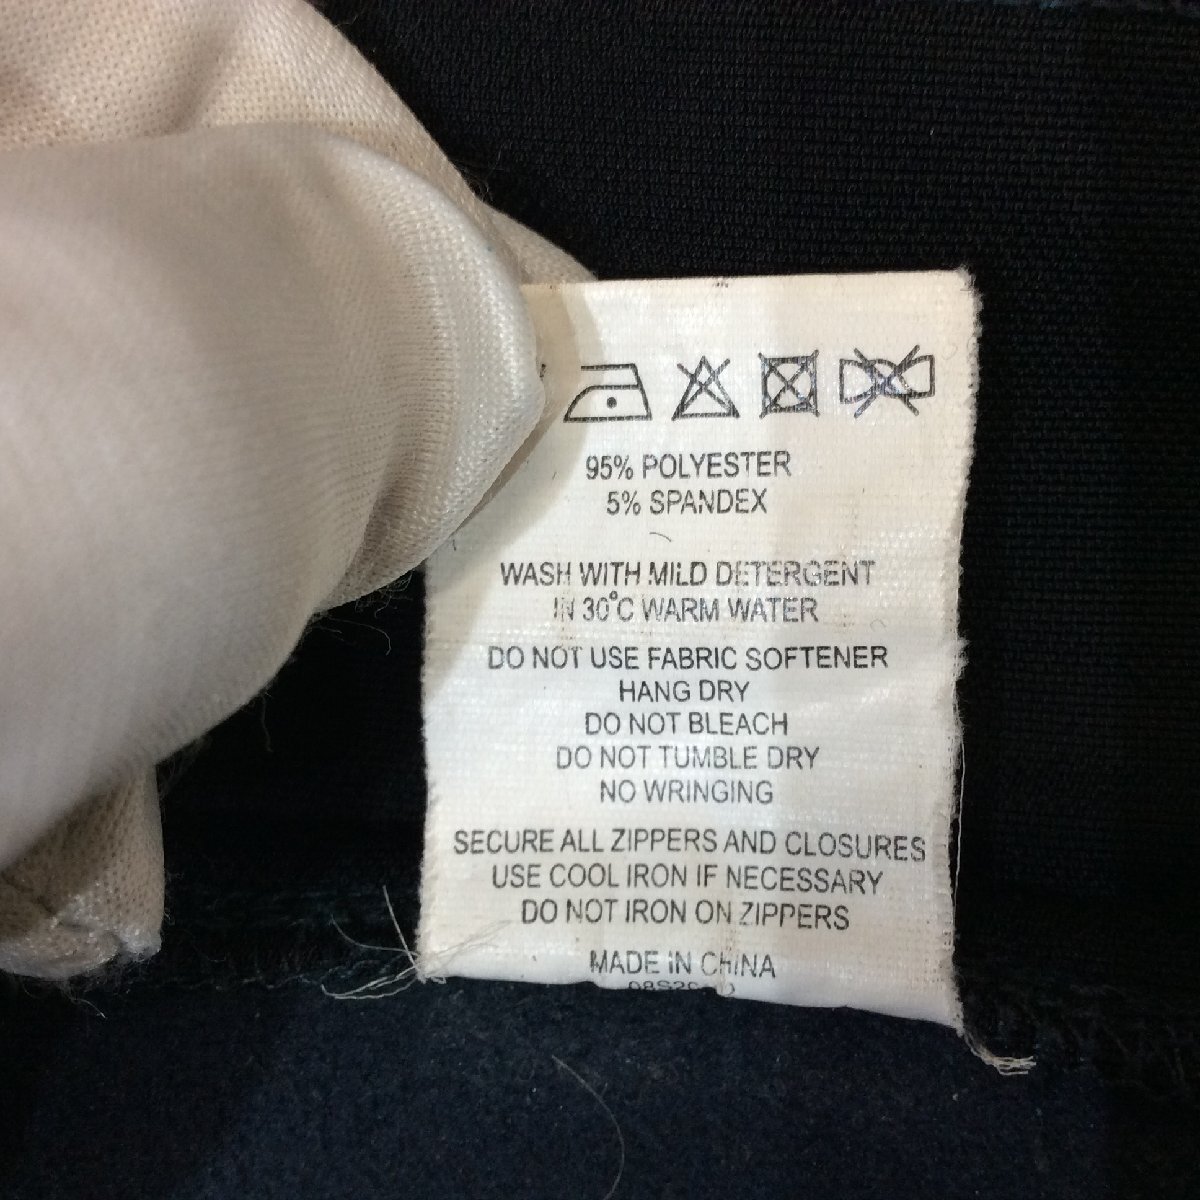 95% POLYESTER
5% SPANDEX
WASH WITH MILD DETERGENT
IN 30°C WARM WATER
DO NOT USE FABRIC SOFTENER
HANG DRY
DO NOT BLEACH
DO NOT TUMBLE DRY
NO WRINGING
SECURE ALL ZIPPERS AND CLOSURES
USE COOL IRON IF NECESSARY
DO NOT IRON ON ZIPPERS
MADE IN CHINA